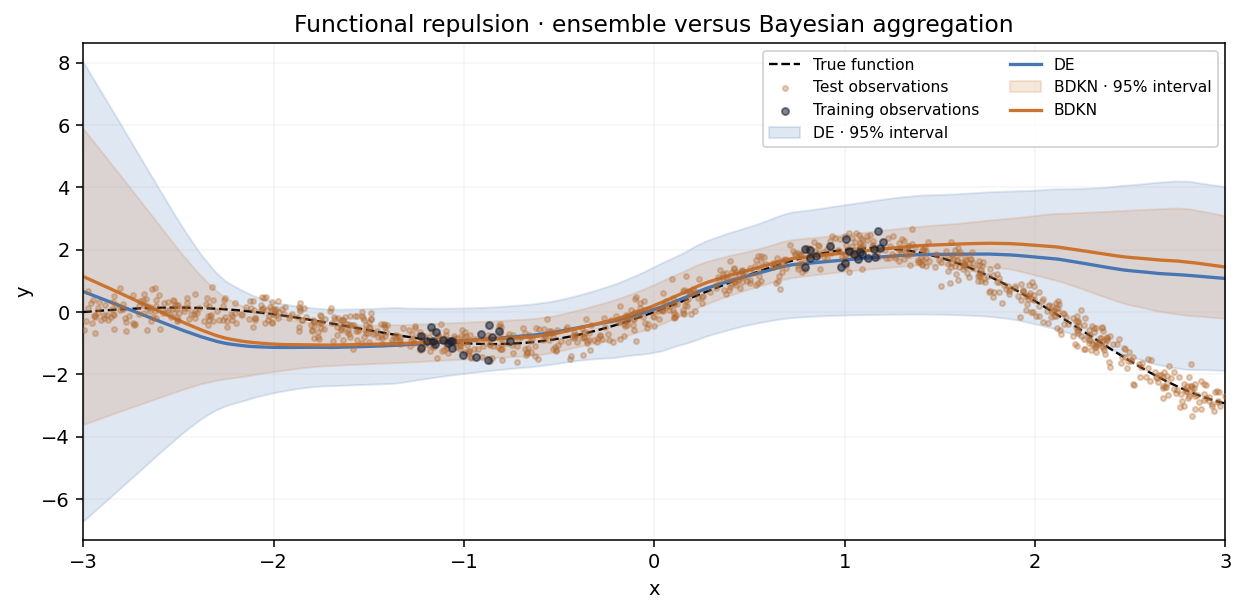 Functional repulsion · ensemble versus Bayesian aggregation
True function
Test observations
Training observations
DE · 95% interval
DE
BDKN · 95% interval
BDKN
8
6
4
2
0
−2
−4
−6
y
−3
−2
−1
0
1
2
3
x